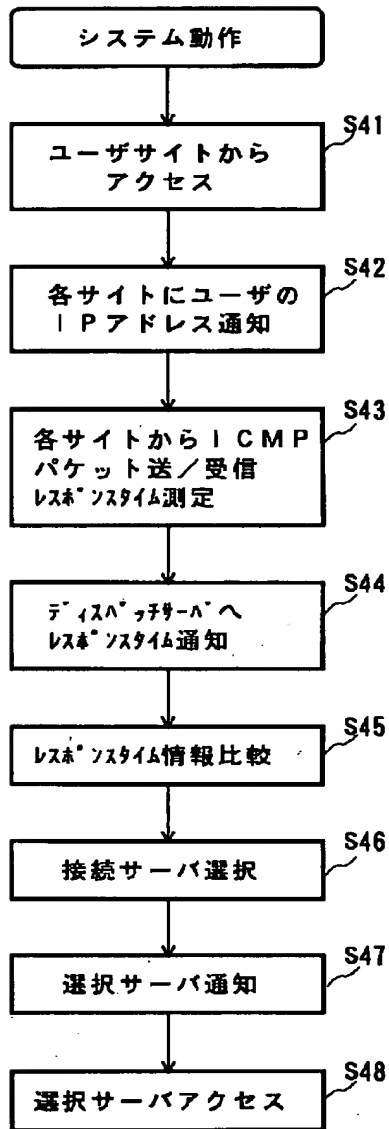 システム動作
S41
ユーザサイトから
アクセス
S42
各サイトにユーザの
IPアドレス通知
S43
各サイトからICMP
パケット送/受信
レスポンスタイム測定
S44
ディスパッチサーバへ
レスポンスタイム通知
S45
レスポンスタイム情報比較
S46
接続サーバ選択
S47
選択サーバ通知
S48
選択サーバアクセス